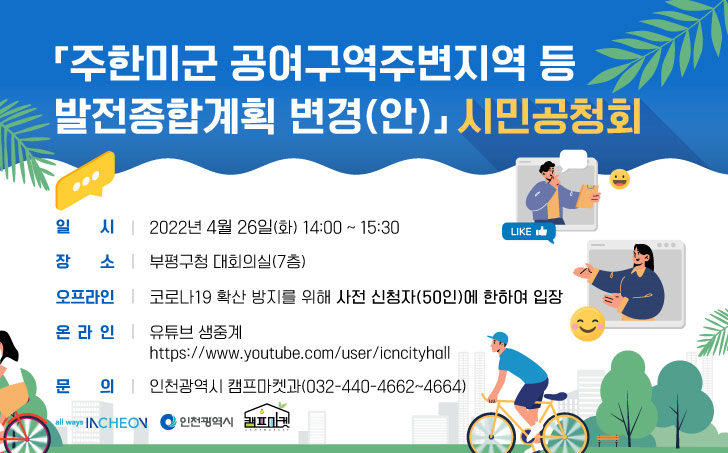 「주한미군 공여구역주변지역 등
발전종합계획 변경(안)」 시민공청회
일 시 | 2022년 4월 26일(화) 14:00 ~ 15:30
장 소 | 부평구청 대회의실(7층)
오프라인 | 코로나19 확산 방지를 위해 사전 신청자(50인)에 한하여 입장
온 라 인 | 유튜브 생중계
https://www.youtube.com/user/icncityhall
문 의 | 인천광역시 캠프마켓과(032-440-4662~4664)
LIKE
all ways INCHEON 인천광역시 캠프마켓